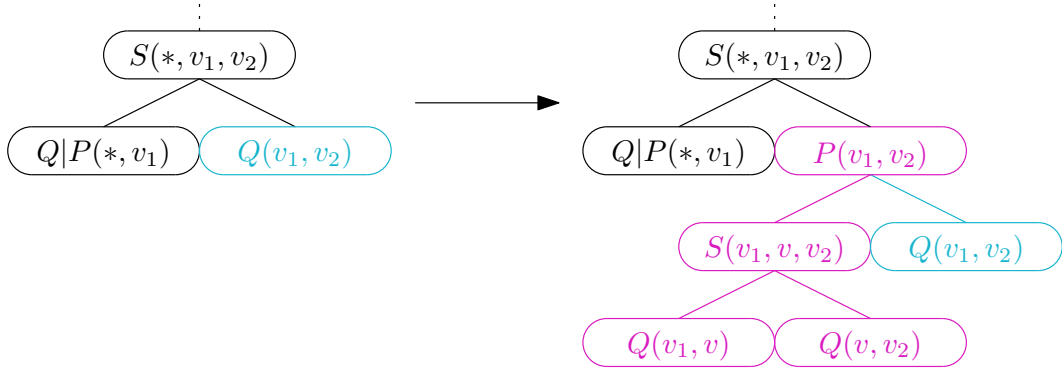 S(∗, v₁, v₂) S(∗, v₁, v₂)
Q|P(∗, v₁) Q(v₁, v₂) Q|P(∗, v₁) P(v₁, v₂)
S(v₁, v, v₂) Q(v₁, v₂)
Q(v₁, v) Q(v, v₂)